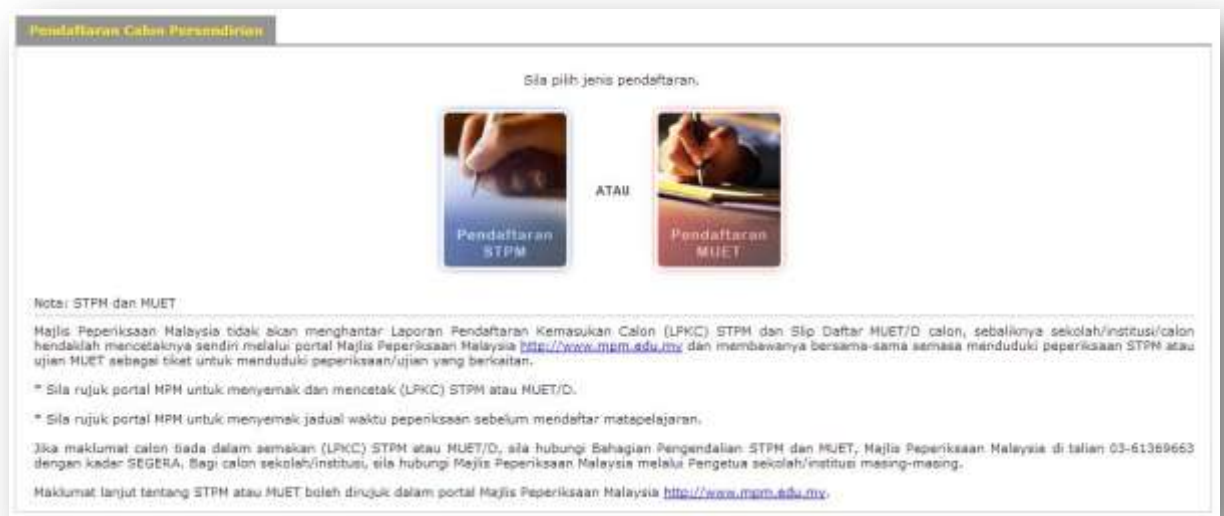 Pendaftaran Calon Persendirian
Sila pilih jenis pendaftaran.
Pendaftaran
STPM
ATAU
Pendaftaran
MUET
Nota: STPM dan MUET
Majlis Peperiksaan Malaysia tidak akan menghantar Laporan Pendaftaran Kemasukan Calon (LPKC) STPM dan Slip Daftar MUET/D calon, sebaliknya sekolah/institusi/calon
hendaklah mencetaknya sendiri melalui portal Majlis Peperiksaan Malaysia http://www.mpm.edu.my dan membawanya bersama-sama semasa menduduki peperiksaan STPM atau
ujian MUET sebagai tiket untuk menduduki peperiksaan/ujian yang berkaitan.
* Sila rujuk portal MPM untuk menyemak dan mencetak (LPKC) STPM atau MUET/D.
* Sila rujuk portal MPM untuk menyemak jadual waktu peperiksaan sebelum mendaftar matapelajaran.
Jika maklumat calon tiada dalam semakan (LPKC) STPM atau MUET/D, sila hubungi Bahagian Pengendalian STPM dan MUET, Majlis Peperiksaan Malaysia di talian 03-61369663
dengan kadar SEGERA. Bagi calon sekolah/institusi, sila hubungi Majlis Peperiksaan Malaysia melalui Pengetua sekolah/institusi masing-masing.
Maklumat lanjut tentang STPM atau MUET boleh dirujuk dalam portal Majlis Peperiksaan Malaysia http://www.mpm.edu.my.